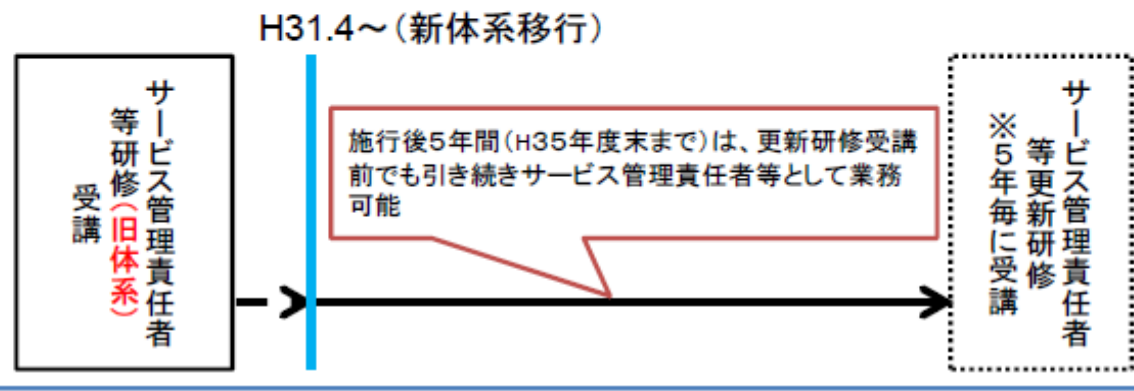 H31.4～（新体系移行）
サービス管理責任者
等研修（旧体系）
受講
施行後5年間（H35年度末まで）は、更新研修受講
前でも引き続きサービス管理責任者等として業務
可能
サービス管理責任者
等更新研修
※５年毎に受講